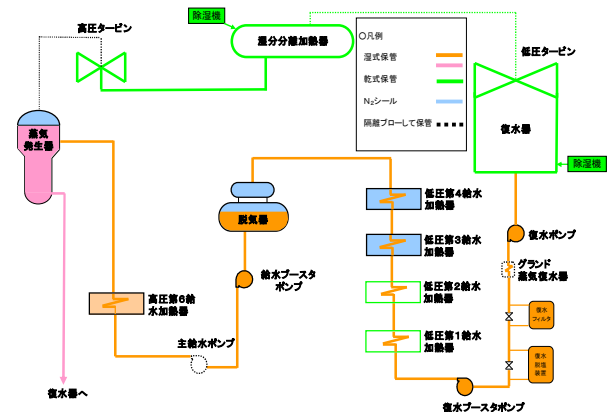 除湿機
高圧タービン
湿分分離加熱器
〇凡例
湿式保管
乾式保管
N₂シール
隔離ブローして保管
低圧タービン
復水器
除湿機
蒸気
発生器
脱気器
低圧第4給水
加熱器
低圧第3給水
加熱器
低圧第2給水
加熱器
低圧第1給水
加熱器
復水ポンプ
グランド
蒸気復水器
給水ブースタ
ポンプ
高圧第6給
水加熱器
主給水ポンプ
復水
フィルタ
復水
脱塩
装置
復水器へ
復水ブースタポンプ